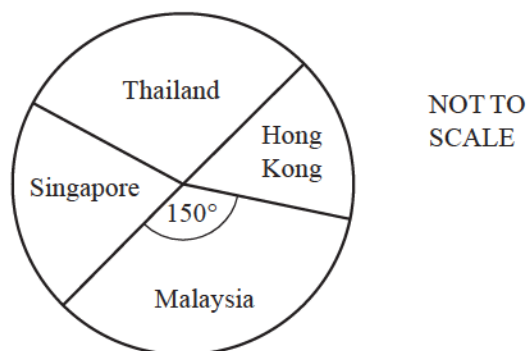 Thailand
Hong
Kong
Singapore
150°
Malaysia
NOT TO
SCALE